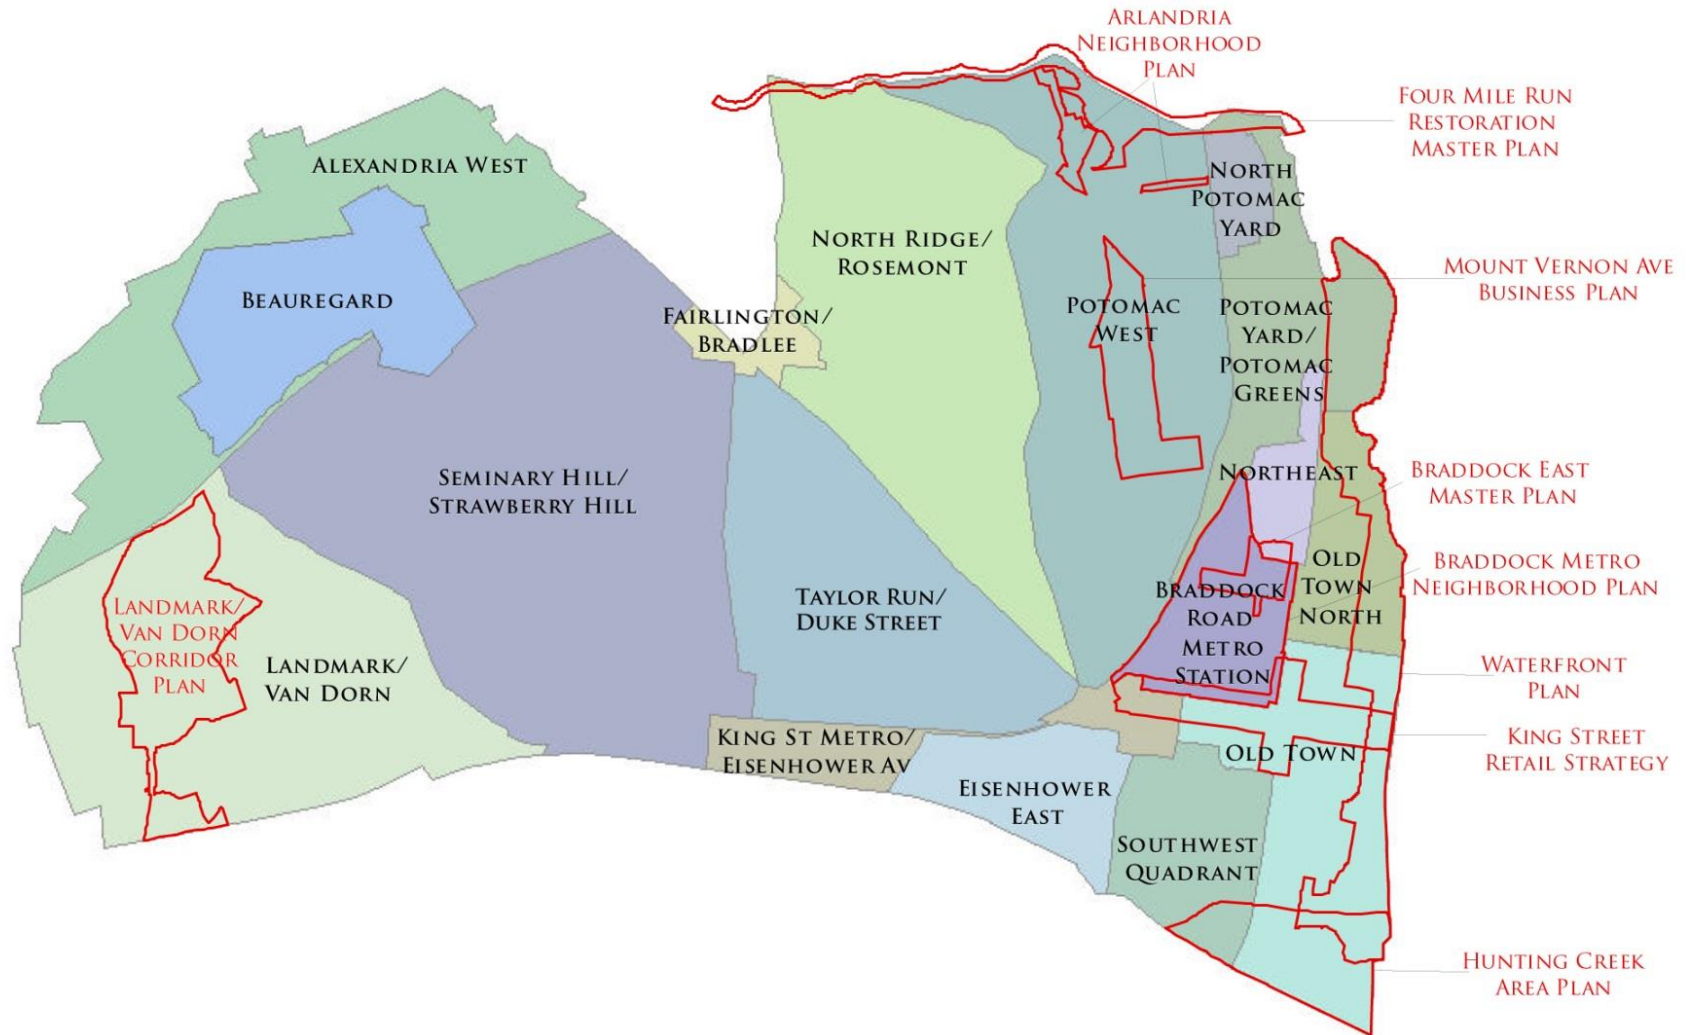 ARLANDRIA
NEIGHBORHOOD
PLAN
FOUR MILE RUN
RESTORATION
MASTER PLAN
ALEXANDRIA WEST
NORTH
POTOMAC
YARD
NORTH RIDGE/
ROSEMONT
MOUNT VERNON AVE
BUSINESS PLAN
BEAUREGARD
FAIRLINGTON/
BRADLEE
POTOMAC
WEST
POTOMAC
YARD/
POTOMAC
GREENS
SEMINARY HILL/
STRAWBERRY HILL
NORTHEAST
BRADDOCK EAST
MASTER PLAN
OLD
TOWN
NORTH
BRADDOCK METRO
NEIGHBORHOOD PLAN
BRADDOCK
ROAD
METRO
STATION
TAYLOR RUN/
DUKE STREET
LANDMARK/
VAN DORN
CORRIDOR
PLAN
LANDMARK/
VAN DORN
WATERFRONT
PLAN
KING ST METRO/
EISENHOWER AV
OLD TOWN
KING STREET
RETAIL STRATEGY
EISENHOWER
EAST
SOUTHWEST
QUADRANT
HUNTING CREEK
AREA PLAN